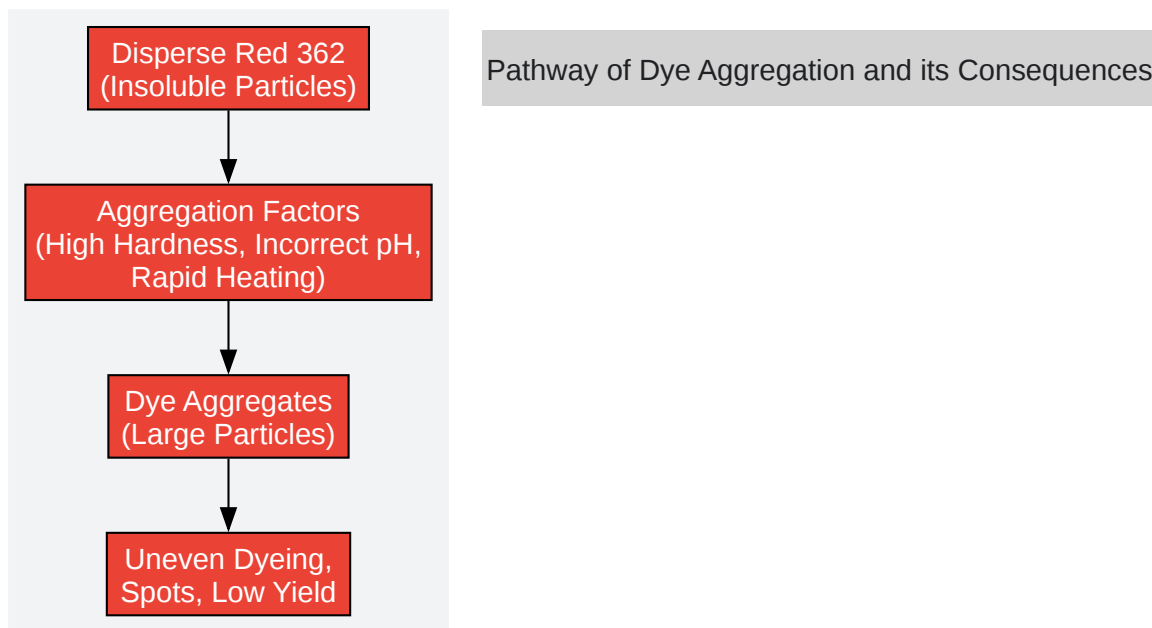 Disperse Red 362
(Insoluble Particles)
Pathway of Dye Aggregation and its Consequences
Aggregation Factors
(High Hardness, Incorrect pH,
Rapid Heating)
Dye Aggregates
(Large Particles)
Uneven Dyeing,
Spots, Low Yield